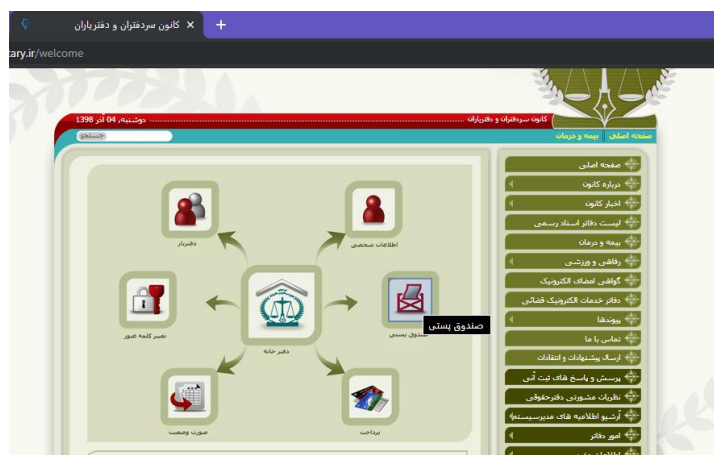 کانون سردفتران و دفتریاران
tary.ir/welcome
کانون سردفتران و دفتریاران
دوشنبه، 04 آذر 1398
صفحه اصلی
بیمه و درمان
جستجو
صفحه اصلی
درباره کانون
اخبار کانون
لیست دفاتر اسناد رسمی
بیمه و درمان
رفاهی و ورزشی
گواهی امضای الکترونیک
دفاتر خدمات الکترونیک قضائی
پیوندها
تماس با ما
ارسال پیشنهادات و انتقادات
پرسش و پاسخ های ثبت آنی
نظریات مشورتی دفترحقوقی
آرشیو اطلاعیه های مدیرسیستم
امور دفاتر
اطلاعات شخصی
دفتریار
صندوق پستی
صندوق پستی
دفتر خانه
تغییر کلمه عبور
پرداخت
صورت وضعیت